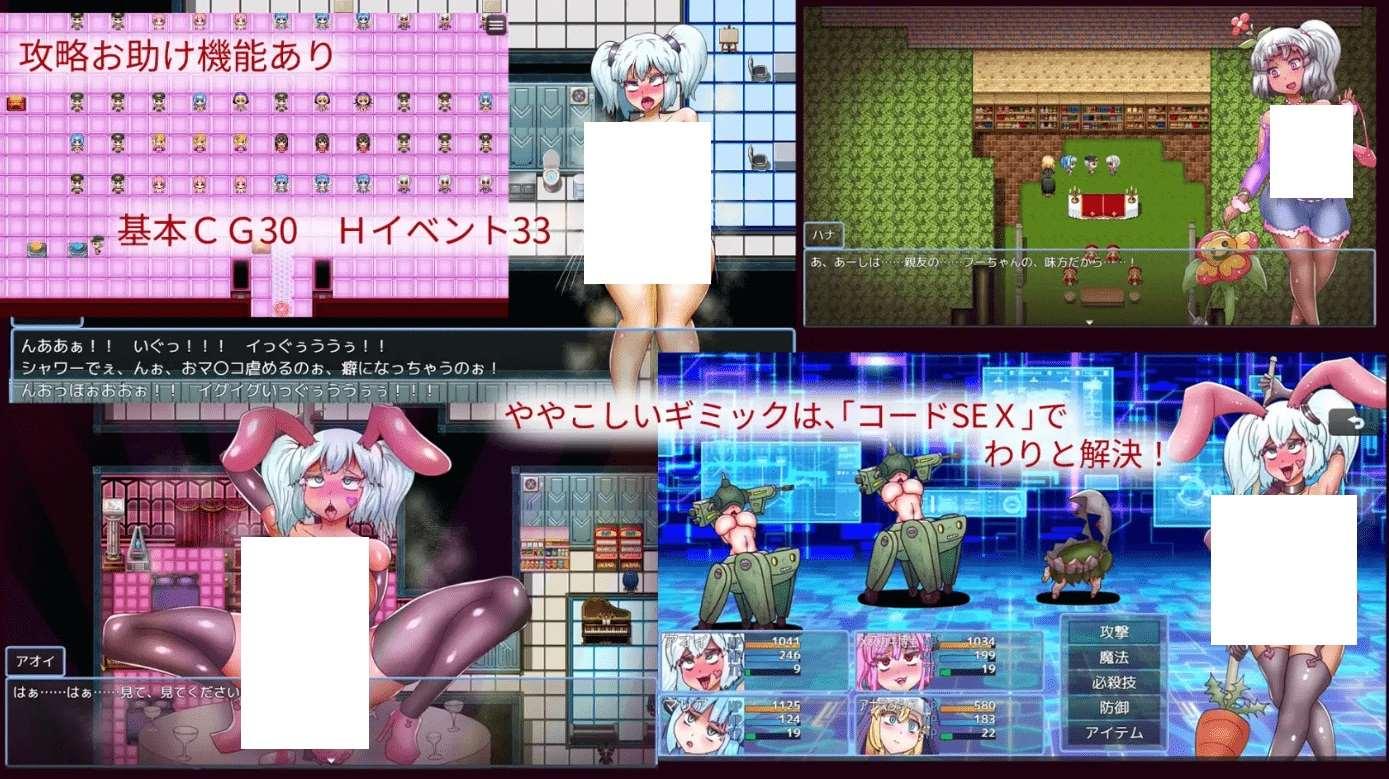 攻略お助け機能あり
基本ＣＧ30　Ｈイベント33
んああぁ！！　いぐっ！！！　イっぐぅううぅ！！
シャワーでぇ、んぉ、おマ〇コ虐めるのぉ、癖になっちゃうのぉ！
んおっほぉおおぉ！！　イグイグいっぐぅううぅぅ！！！
ハナ
あ、あーしは……親友の……フーちゃんの、味方だから……！
ややこしいギミックは､｢コードSEX｣で
わりと解決！
アオイ
はぁ……はぁ……見て、見てください
1041
246
9
1034
199
19
1125
124
19
580
183
22
攻撃
魔法
必殺技
防御
アイテム